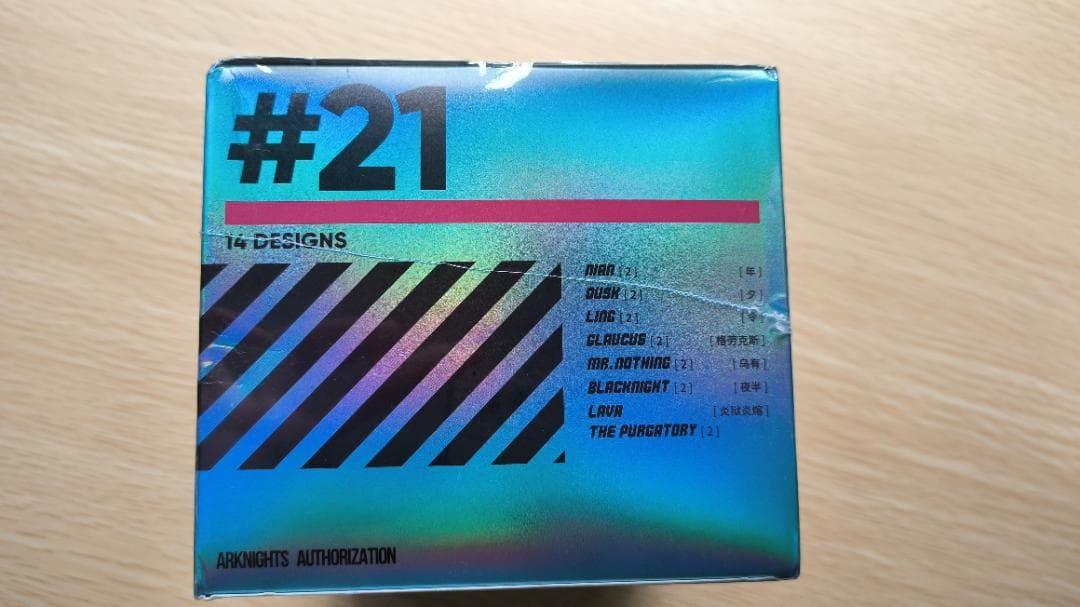 #21
14 DESIGNS
NIAN [2] [年]
DUSK [2] [夕]
LING [2] [令]
GLAUCUS [2] [格劳克斯]
MR.NOTHING [2] [乌有]
BLACKNIGHT [2] [夜半]
LAVA [炎狱炎熔]
THE PURGATORY [2]
ARKNIGHTS AUTHORIZATION